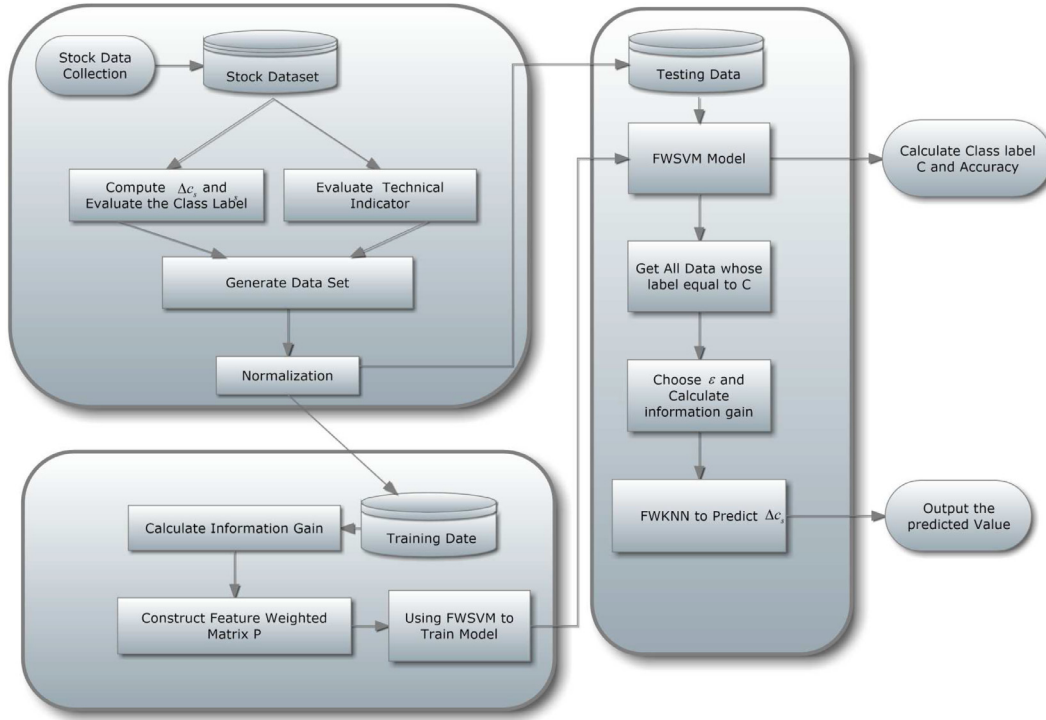 Stock Data
Collection
Stock Dataset
Compute Δcₛ and
Evaluate the Class Label
Evaluate Technical
Indicator
Generate Data Set
Normalization
Training Date
Calculate Information Gain
Construct Feature Weighted
Matrix P
Using FWSVM to
Train Model
Testing Data
FWSVM Model
Calculate Class label
C and Accuracy
Get All Data whose
label equal to C
Choose ε and
Calculate
information gain
FWKNN to Predict Δcₛ
Output the
predicted Value